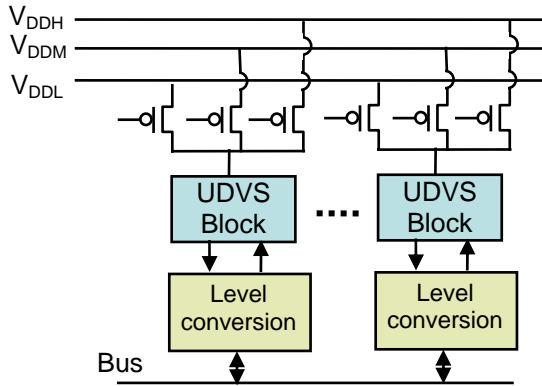 VDDH
VDDM
VDDL
UDVS
Block
UDVS
Block
Level
conversion
Level
conversion
Bus